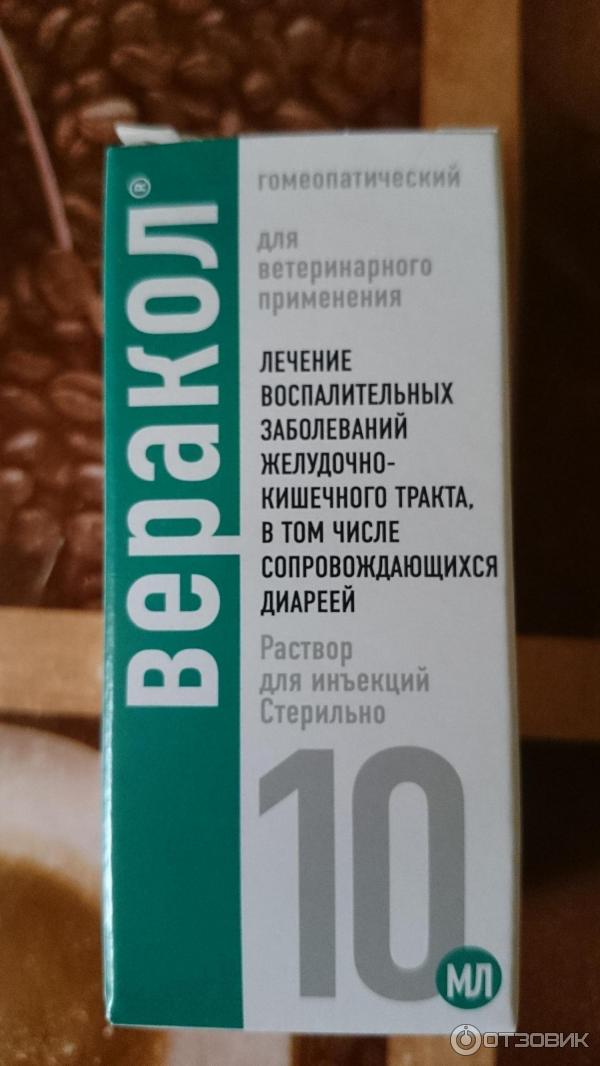 Веракол®
гомеопатический
для
ветеринарного
применения
ЛЕЧЕНИЕ
ВОСПАЛИТЕЛЬНЫХ
ЗАБОЛЕВАНИЙ
ЖЕЛУДОЧНО-
КИШЕЧНОГО ТРАКТА,
В ТОМ ЧИСЛЕ
СОПРОВОЖДАЮЩИХСЯ
ДИАРЕЕЙ
Раствор
для инъекций
Стерильно
10
МЛ
ОТЗОВИК